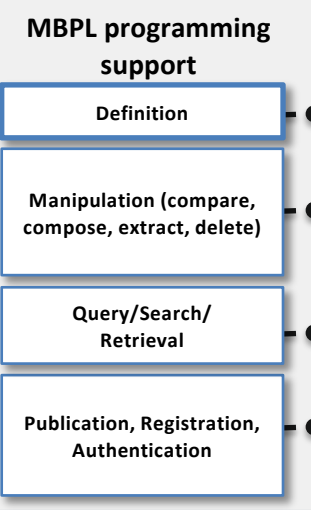 MBPL programming
support
Definition
Manipulation (compare,
compose, extract, delete)
Query/Search/
Retrieval
Publication, Registration,
Authentication